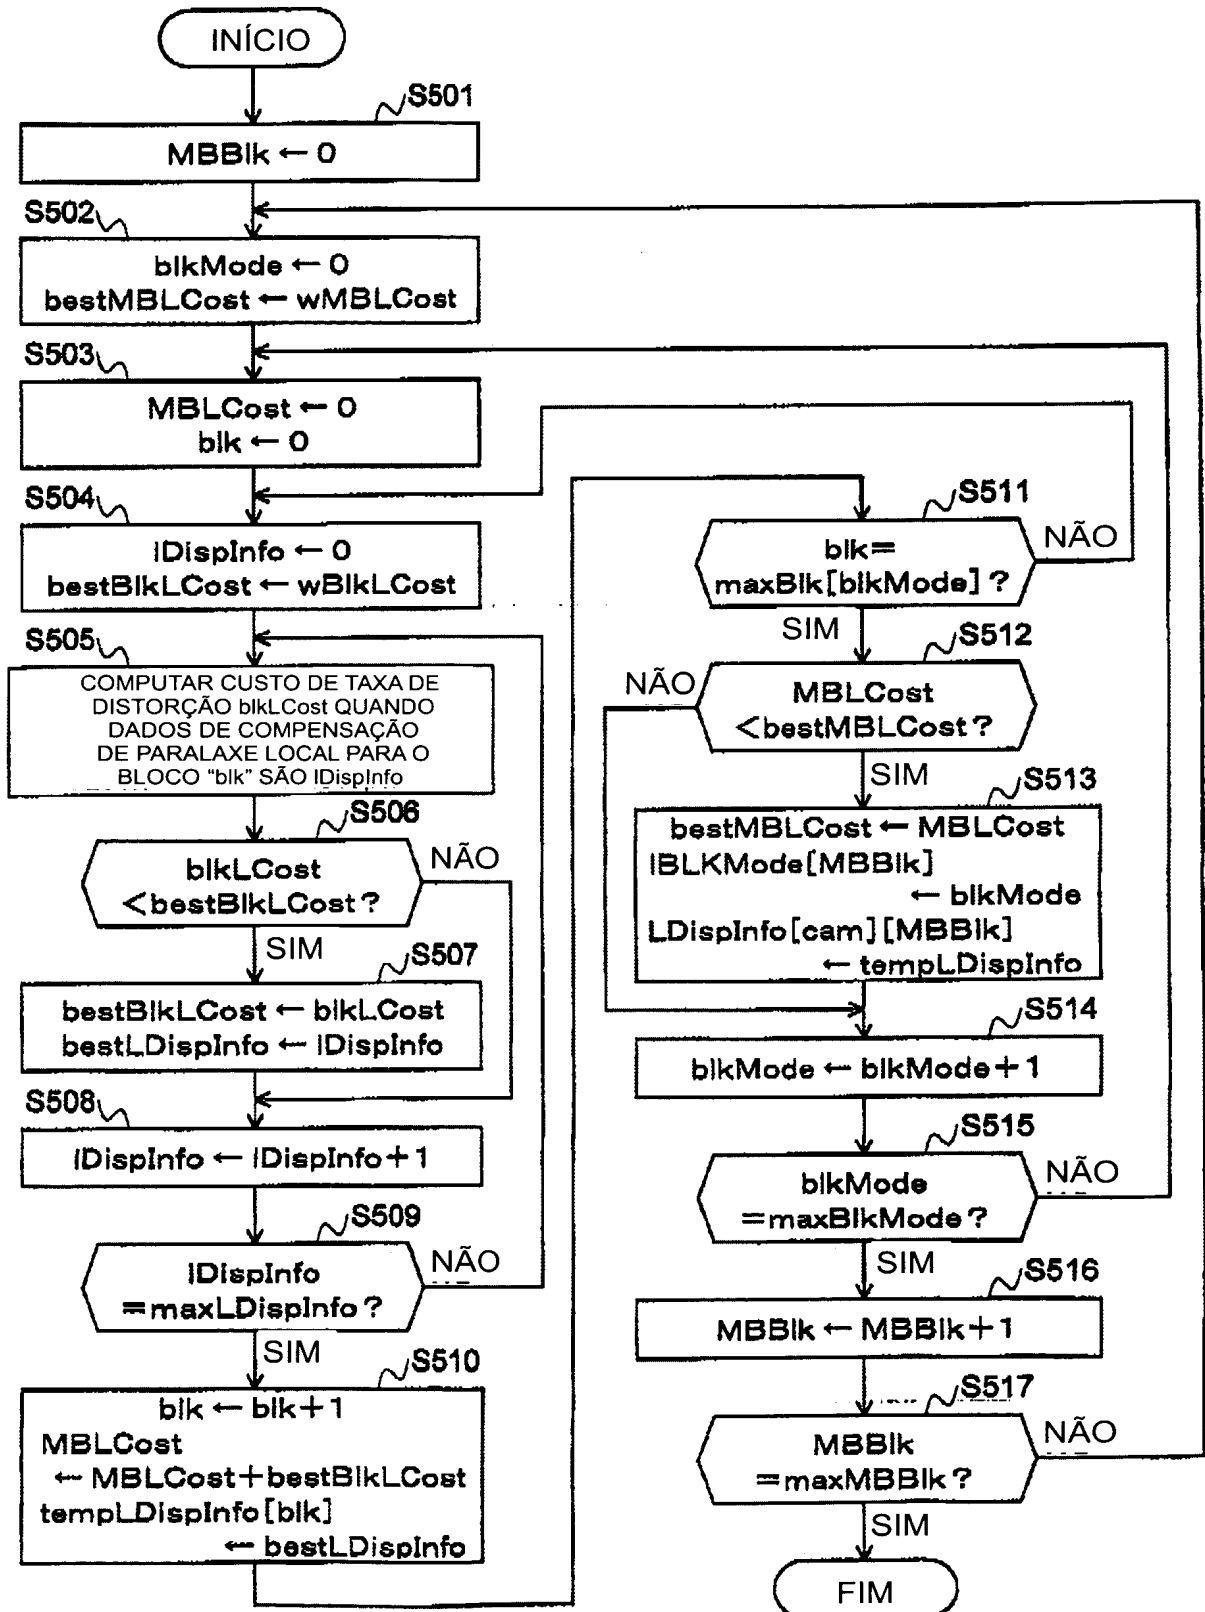 INÍCIO
S501
MBBlk ← 0
S502
blkMode ← 0
bestMBLCost ← wMBLCost
S503
MBLCost ← 0
blk ← 0
S504
lDispInfo ← 0
bestBlkLCost ← wBlkLCost
S505
COMPUTAR CUSTO DE TAXA DE
DISTORÇÃO blkLCost QUANDO
DADOS DE COMPENSAÇÃO
DE PARALAXE LOCAL PARA O
BLOCO "blk" SÃO lDispInfo
S506
blkLCost
<bestBlkLCost?
NÃO
SIM
S507
bestBlkLCost ← blkLCost
bestLDispInfo ← lDispInfo
S508
lDispInfo ← lDispInfo+1
S509
lDispInfo
=maxLDispInfo?
NÃO
SIM
S510
blk ← blk+1
MBLCost
← MBLCost+bestBlkLCost
tempLDispInfo[blk]
← bestLDispInfo
S511
blk=
maxBlk[blkMode]?
NÃO
SIM
S512
MBLCost
<bestMBLCost?
NÃO
SIM
S513
bestMBLCost ← MBLCost
lBLKMode[MBBlk]
← blkMode
LDispInfo[cam][MBBlk]
← tempLDispInfo
S514
blkMode ← blkMode+1
S515
blkMode
=maxBlkMode?
NÃO
SIM
S516
MBBlk ← MBBlk+1
S517
MBBlk
=maxMBBlk?
NÃO
SIM
FIM